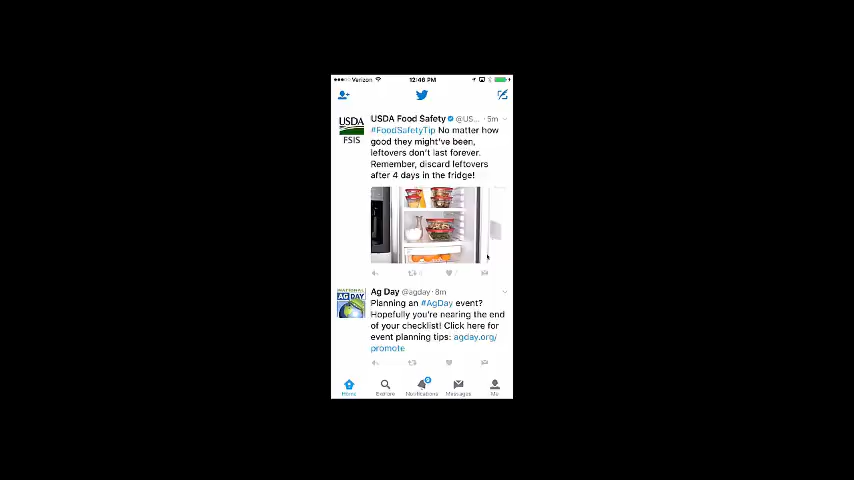 Verizon 12:46 PM
USDA Food Safety @US... · 5m
USDA
FSIS
#FoodSafetyTip No matter how
good they might've been,
leftovers don't last forever.
Remember, discard leftovers
after 4 days in the fridge!
NATIONAL
AG DAY
Ag Day @agday · 8m
Planning an #AgDay event?
Hopefully you're nearing the end
of your checklist! Click here for
event planning tips: agday.org/
promote
Home Explore Notifications Messages Me